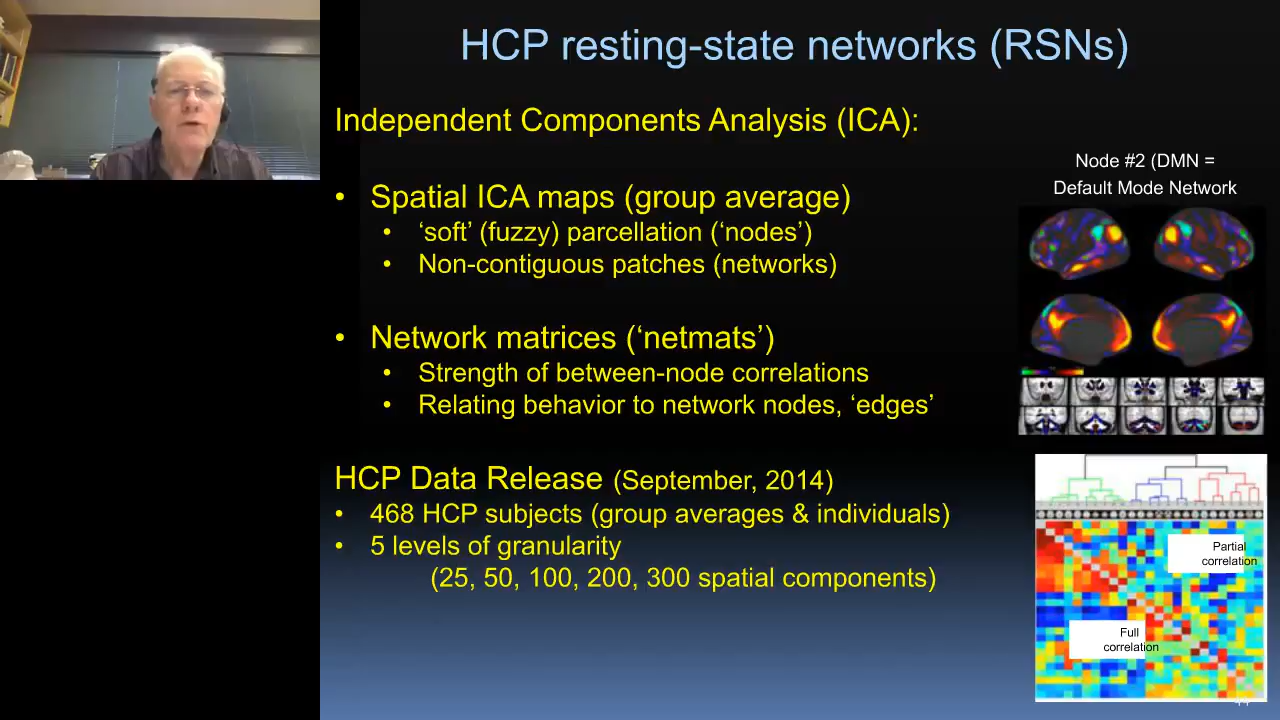 HCP resting-state networks (RSNs)
Independent Components Analysis (ICA):
• Spatial ICA maps (group average)
• ‘soft’ (fuzzy) parcellation (‘nodes’)
• Non-contiguous patches (networks)
• Network matrices (‘netmats’)
• Strength of between-node correlations
• Relating behavior to network nodes, ‘edges’
HCP Data Release (September, 2014)
• 468 HCP subjects (group averages & individuals)
• 5 levels of granularity
(25, 50, 100, 200, 300 spatial components)
Node #2 (DMN =
Default Mode Network
Partial
correlation
Full
correlation